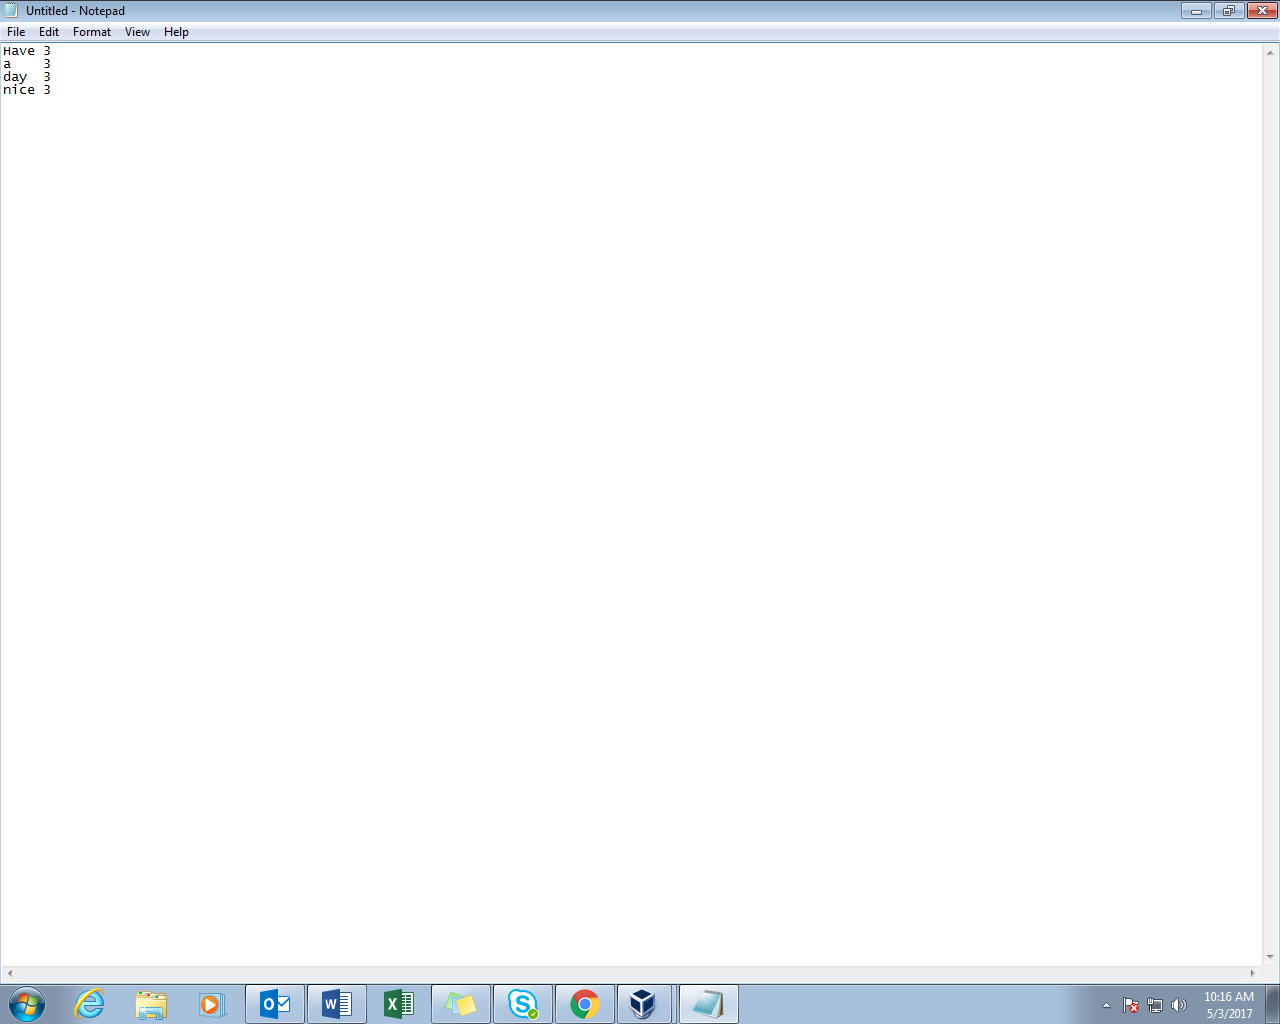 Untitled - Notepad
File Edit Format View Help
Have 3
a    3
day  3
nice 3
10:16 AM
5/3/2017